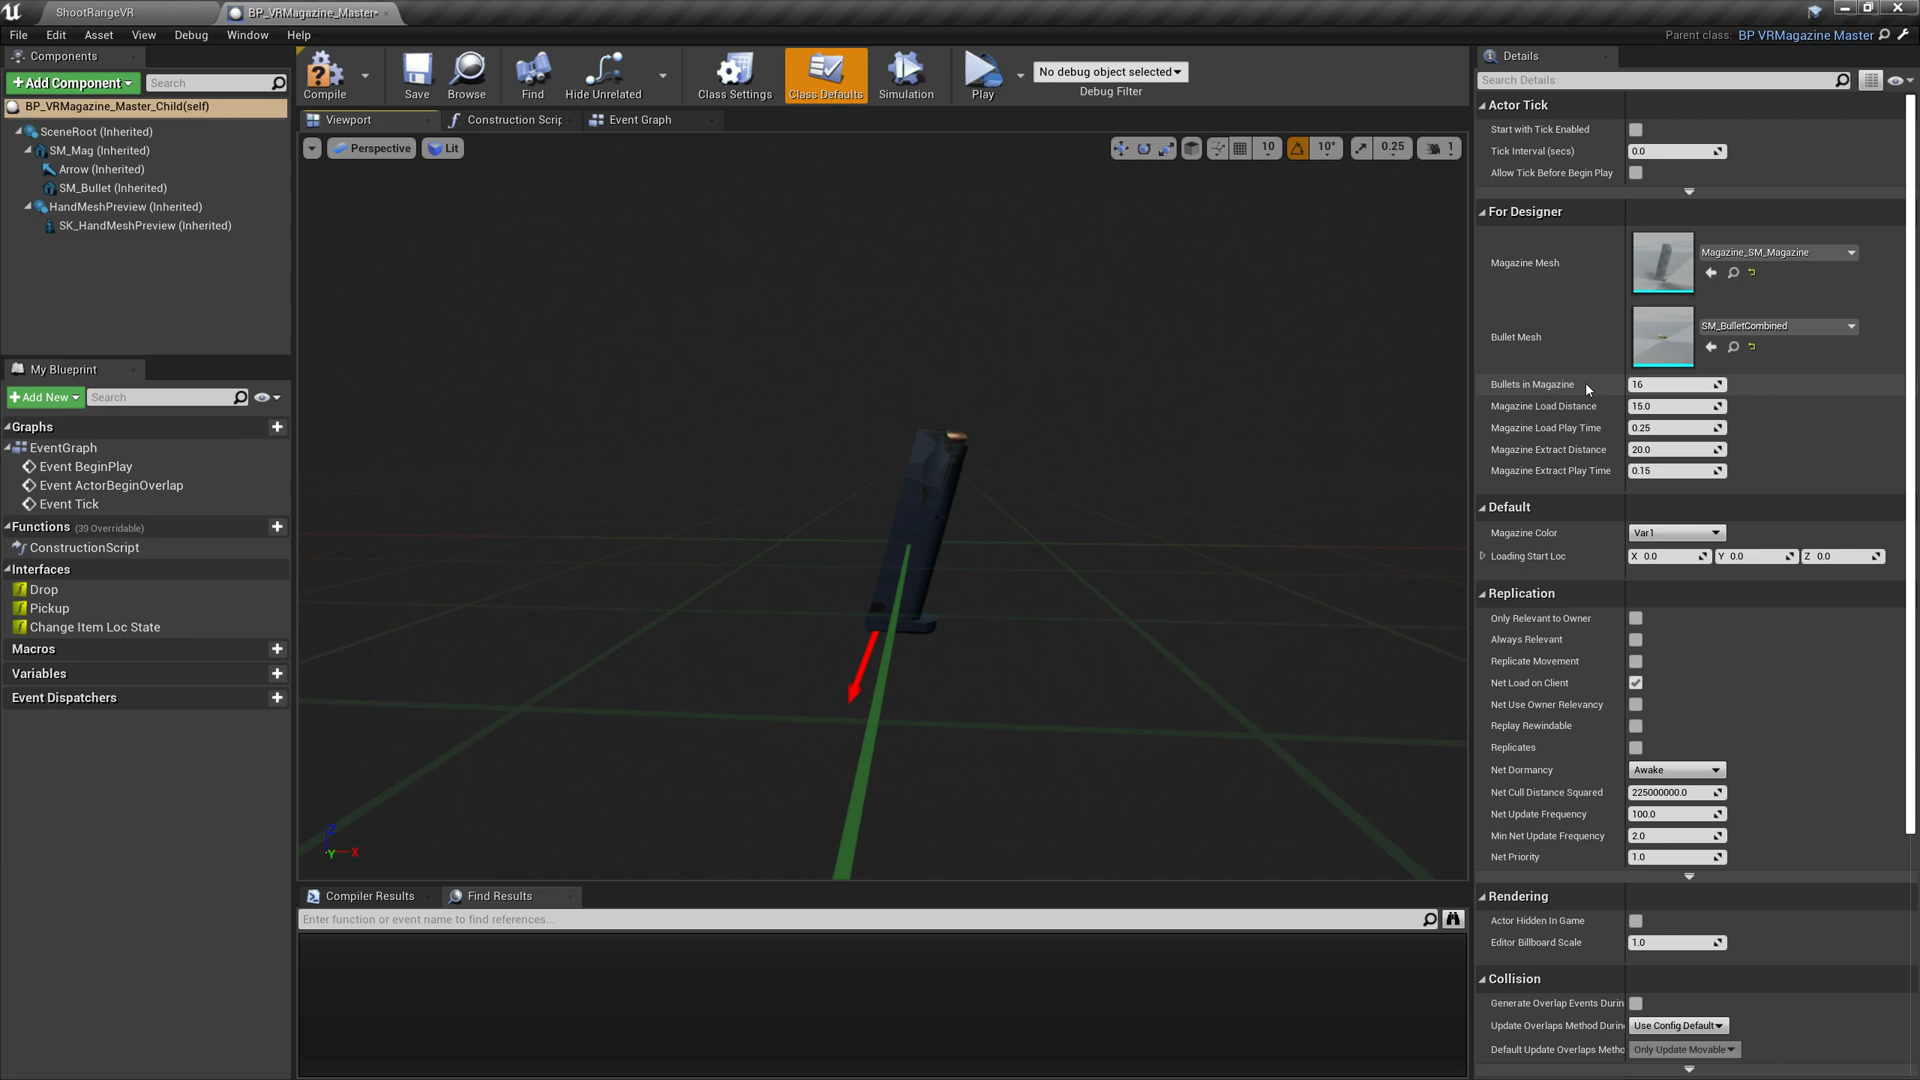 ShootRangeVR
BP_VRMagazine_Master•
File Edit Asset View Debug Window Help
Parent class: BP VRMagazine Master
Components
+Add Component Search
BP_VRMagazine_Master_Child(self)
SceneRoot (Inherited)
SM_Mag (Inherited)
Arrow (Inherited)
SM_Bullet (Inherited)
HandMeshPreview (Inherited)
SK_HandMeshPreview (Inherited)
My Blueprint
+Add New Search
Graphs
EventGraph
Event BeginPlay
Event ActorBeginOverlap
Event Tick
Functions (39 Overridable)
ConstructionScript
Interfaces
Drop
Pickup
Change Item Loc State
Macros
Variables
Event Dispatchers
Compile Save Browse Find Hide Unrelated Class Settings Class Defaults Simulation Play
No debug object selected
Debug Filter
Viewport Construction Scrip Event Graph
Perspective Lit 10 10° 0.25 1
Z
Y X
Compiler Results Find Results
Enter function or event name to find references...
Details
Search Details
Actor Tick
Start with Tick Enabled
Tick Interval (secs) 0.0
Allow Tick Before Begin Play
For Designer
Magazine Mesh Magazine_SM_Magazine
Bullet Mesh SM_BulletCombined
Bullets in Magazine 16
Magazine Load Distance 15.0
Magazine Load Play Time 0.25
Magazine Extract Distance 20.0
Magazine Extract Play Time 0.15
Default
Magazine Color Var1
Loading Start Loc X 0.0 Y 0.0 Z 0.0
Replication
Only Relevant to Owner
Always Relevant
Replicate Movement
Net Load on Client
Net Use Owner Relevancy
Replay Rewindable
Replicates
Net Dormancy Awake
Net Cull Distance Squared 225000000.0
Net Update Frequency 100.0
Min Net Update Frequency 2.0
Net Priority 1.0
Rendering
Actor Hidden In Game
Editor Billboard Scale 1.0
Collision
Generate Overlap Events Durin
Update Overlaps Method Durin Use Config Default
Default Update Overlaps Metho Only Update Movable